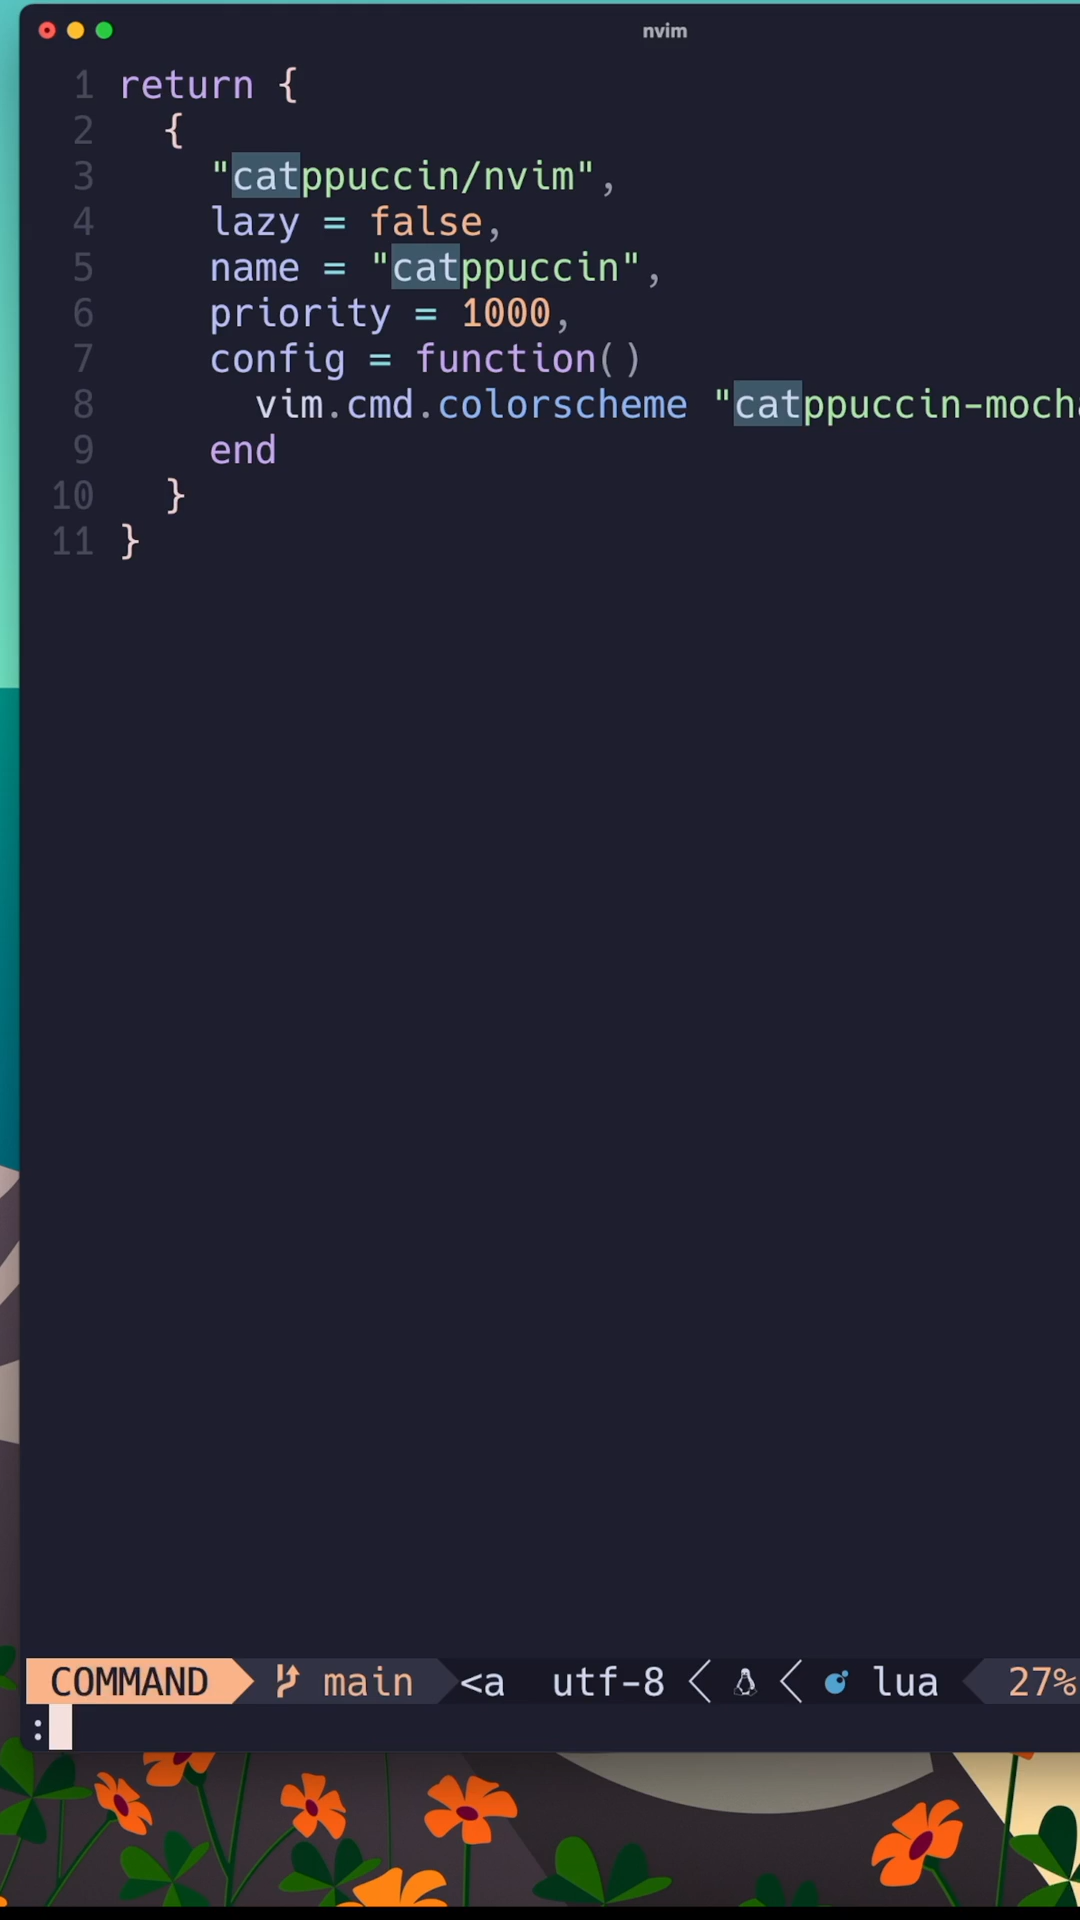 nvim
1 return {
2 {
3 "catppuccin/nvim",
4 lazy = false,
5 name = "catppuccin",
6 priority = 1000,
7 config = function()
8 vim.cmd.colorscheme "catppuccin-moch
9 end
10 }
11 }
COMMAND main <a utf-8 lua 27%
: